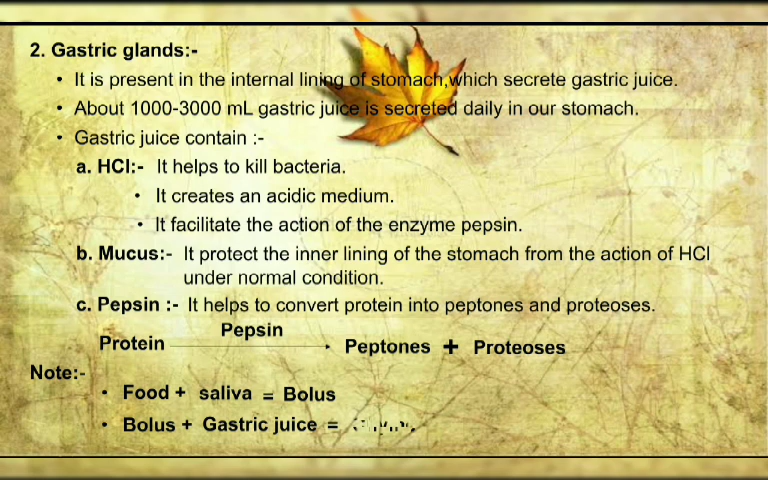 2. Gastric glands:-
• It is present in the internal lining of stomach,which secrete gastric juice.
• About 1000-3000 mL gastric juice is secreted daily in our stomach.
• Gastric juice contain :-
a. HCl:- It helps to kill bacteria.
• It creates an acidic medium.
• It facilitate the action of the enzyme pepsin.
b. Mucus:- It protect the inner lining of the stomach from the action of HCl
under normal condition.
c. Pepsin :- It helps to convert protein into peptones and proteoses.
Pepsin
Protein Peptones + Proteoses
Note:-
• Food + saliva = Bolus
• Bolus + Gastric juice =